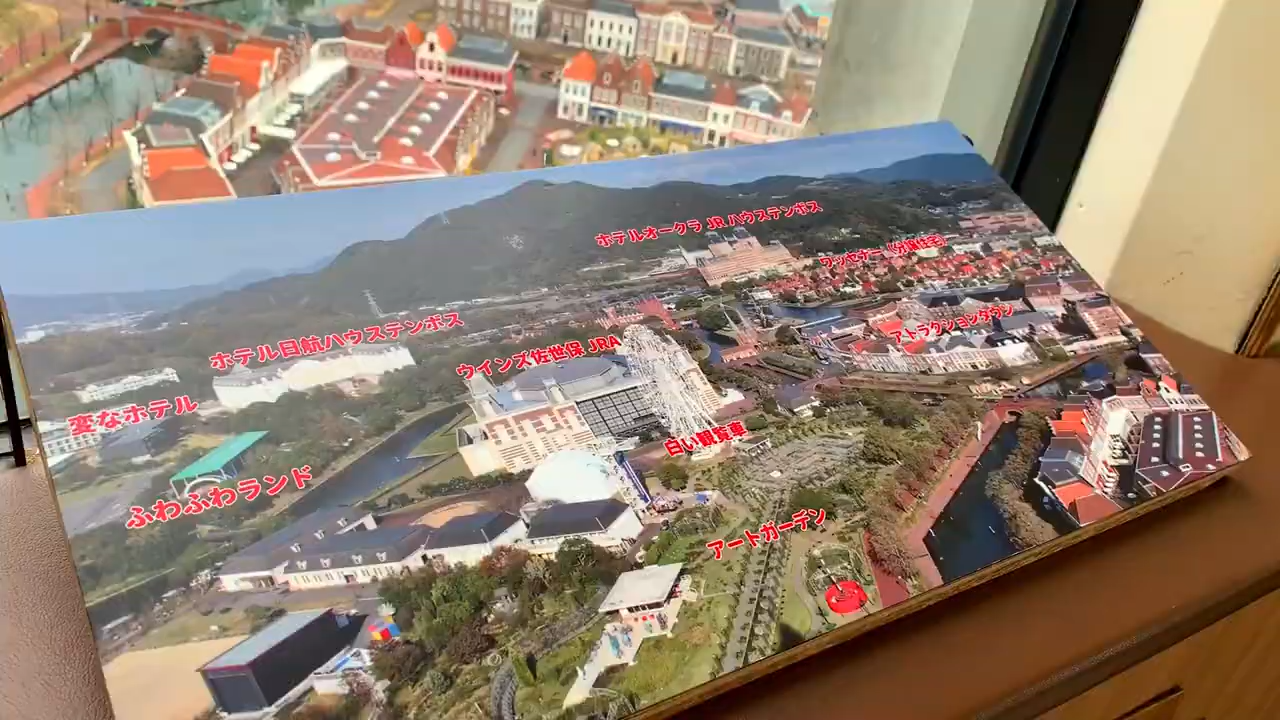 ホテルオークラ JR ハウステンボス
ワッセナー（分譲住宅）
ホテル日航ハウステンボス
ウインズ佐世保 JRA
アトラクションタウン
変なホテル
白い観覧車
ふわふわランド
アートガーデン